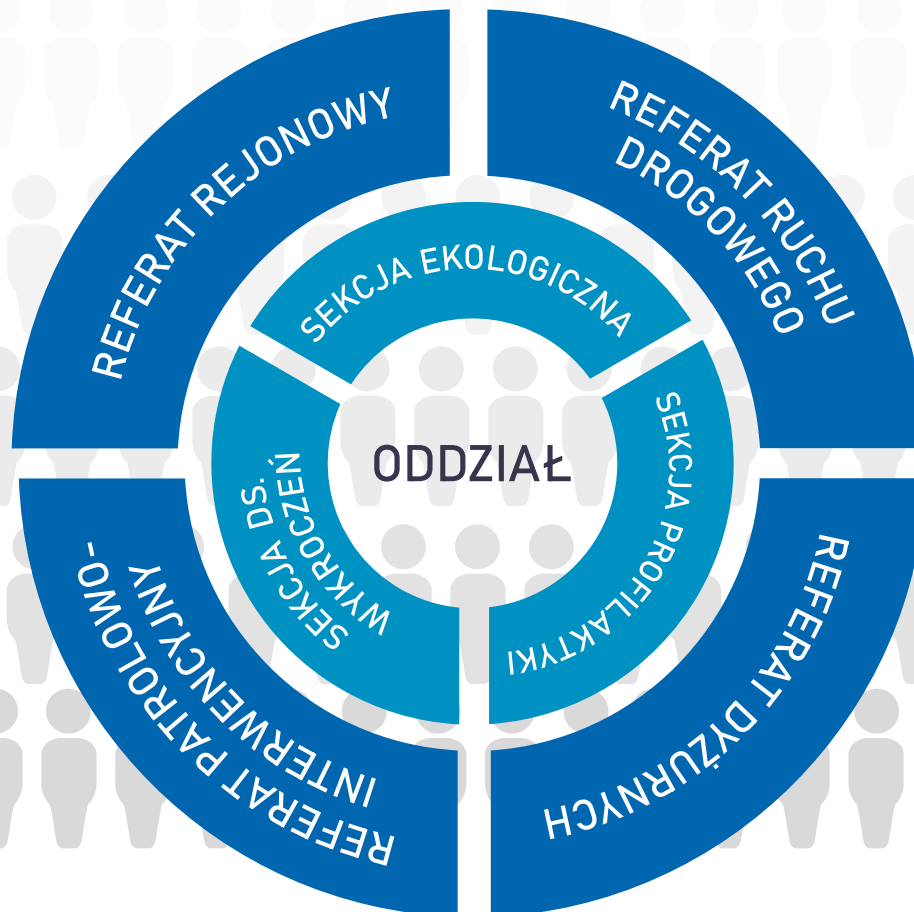 REFERAT REJONOWY
REFERAT RUCHU
DROGOWEGO
SEKCJA EKOLOGICZNA
SEKCJA DS.
WYKROCZEŃ
ODDZIAŁ
SEKCJA PROFILAKTYKI
REFERAT PATROLOWO-
INTERWENCYJNY
REFERAT DYŻURNYCH